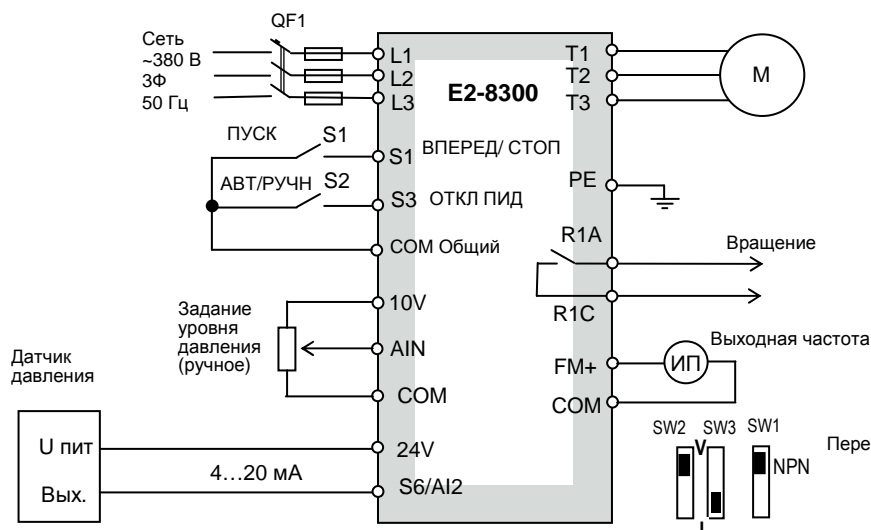 QF1
Сеть
~380 В
3Ф
50 Гц
L1
L2
L3
E2-8300
T1
T2
T3
М
ПУСК
S1
S1
ВПЕРЕД/ СТОП
АВТ/РУЧН
S2
S3
ОТКЛ ПИД
COM Общий
PE
R1A
Вращение
R1C
Задание
уровня
давления
(ручное)
10V
AIN
COM
FM+
ИП
Выходная частота
COM
Датчик
давления
U пит
Вых.
4...20 мА
24V
S6/AI2
SW2
SW3
SW1
V
NPN
I
Пере